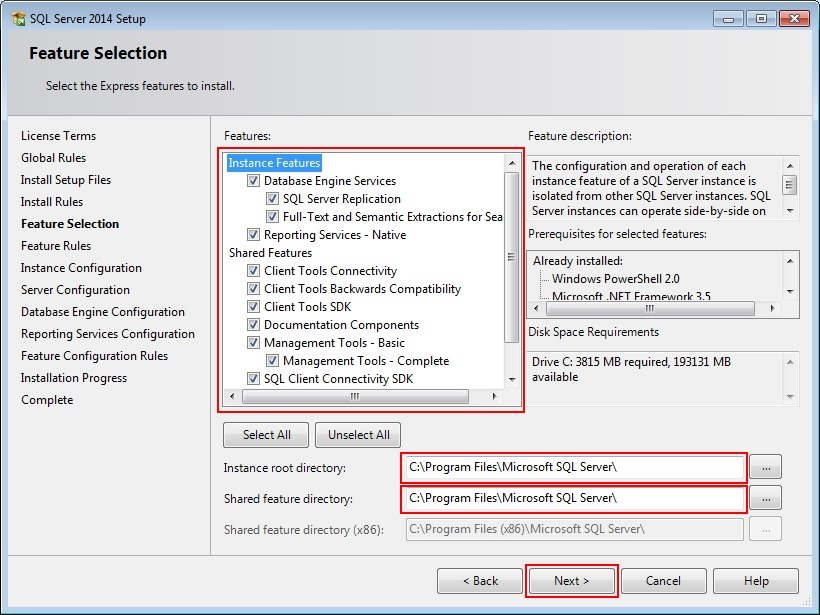 SQL Server 2014 Setup
Feature Selection
Select the Express features to install.
License Terms
Global Rules
Install Setup Files
Install Rules
Feature Selection
Feature Rules
Instance Configuration
Server Configuration
Database Engine Configuration
Reporting Services Configuration
Feature Configuration Rules
Installation Progress
Complete
Features:
Instance Features
Database Engine Services
SQL Server Replication
Full-Text and Semantic Extractions for Sea
Reporting Services - Native
Shared Features
Client Tools Connectivity
Client Tools Backwards Compatibility
Client Tools SDK
Documentation Components
Management Tools - Basic
Management Tools - Complete
SQL Client Connectivity SDK
Feature description:
The configuration and operation of each
instance feature of a SQL Server instance is
isolated from other SQL Server instances. SQL
Server instances can operate side-by-side on
Prerequisites for selected features:
Already installed:
Windows PowerShell 2.0
Microsoft .NET Framework 3.5
Disk Space Requirements
Drive C: 3815 MB required, 193131 MB
available
Select All
Unselect All
Instance root directory:
C:\Program Files\Microsoft SQL Server\
...
Shared feature directory:
C:\Program Files\Microsoft SQL Server\
...
Shared feature directory (x86):
C:\Program Files (x86)\Microsoft SQL Server\
...
< Back
Next >
Cancel
Help